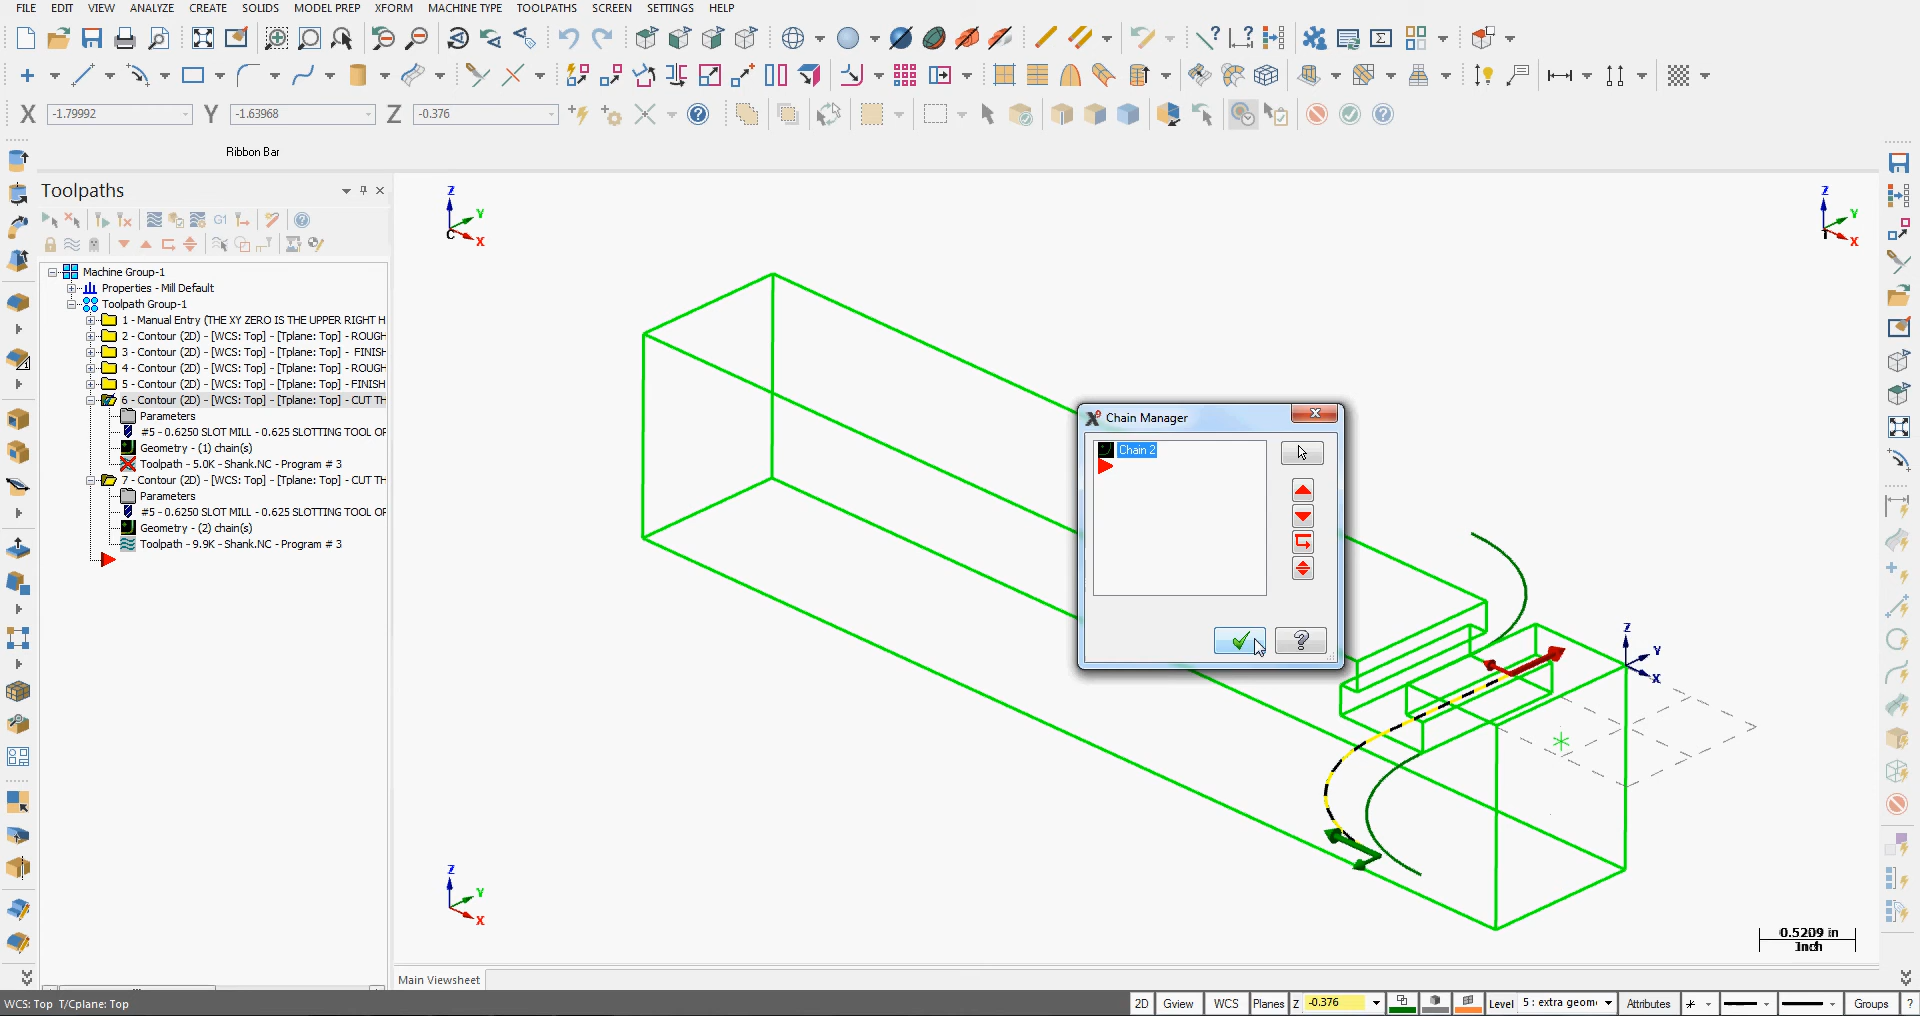 FILE EDIT VIEW ANALYZE CREATE SOLIDS MODEL PREP XFORM MACHINE TYPE TOOLPATHS SCREEN SETTINGS HELP
X -1.79992 Y -1.63968 Z -0.376
Ribbon Bar
Toolpaths
G1
Machine Group-1
Properties - Mill Default
Toolpath Group-1
1 - Manual Entry (THE XY ZERO IS THE UPPER RIGHT H
2 - Contour (2D) - [WCS: Top] - [Tplane: Top] - ROUGH
3 - Contour (2D) - [WCS: Top] - [Tplane: Top] - FINISH
4 - Contour (2D) - [WCS: Top] - [Tplane: Top] - ROUGH
5 - Contour (2D) - [WCS: Top] - [Tplane: Top] - FINISH
6 - Contour (2D) - [WCS: Top] - [Tplane: Top] - CUT TH
Parameters
#5 - 0.6250 SLOT MILL - 0.625 SLOTTING TOOL OF
Geometry - (1) chain(s)
Toolpath - 5.0K - Shank.NC - Program # 3
7 - Contour (2D) - [WCS: Top] - [Tplane: Top] - CUT TH
Parameters
#5 - 0.6250 SLOT MILL - 0.625 SLOTTING TOOL OF
Geometry - (2) chain(s)
Toolpath - 9.9K - Shank.NC - Program # 3
Z
Y
C
X
Z
Y
T
X
Chain Manager
Chain 2
Z
Y
X
Z
Y
X
0.5209 in
Inch
Main Viewsheet
WCS: Top T/Cplane: Top
2D Gview WCS Planes Z -0.376 Level 5 : extra geom Attributes Groups ?